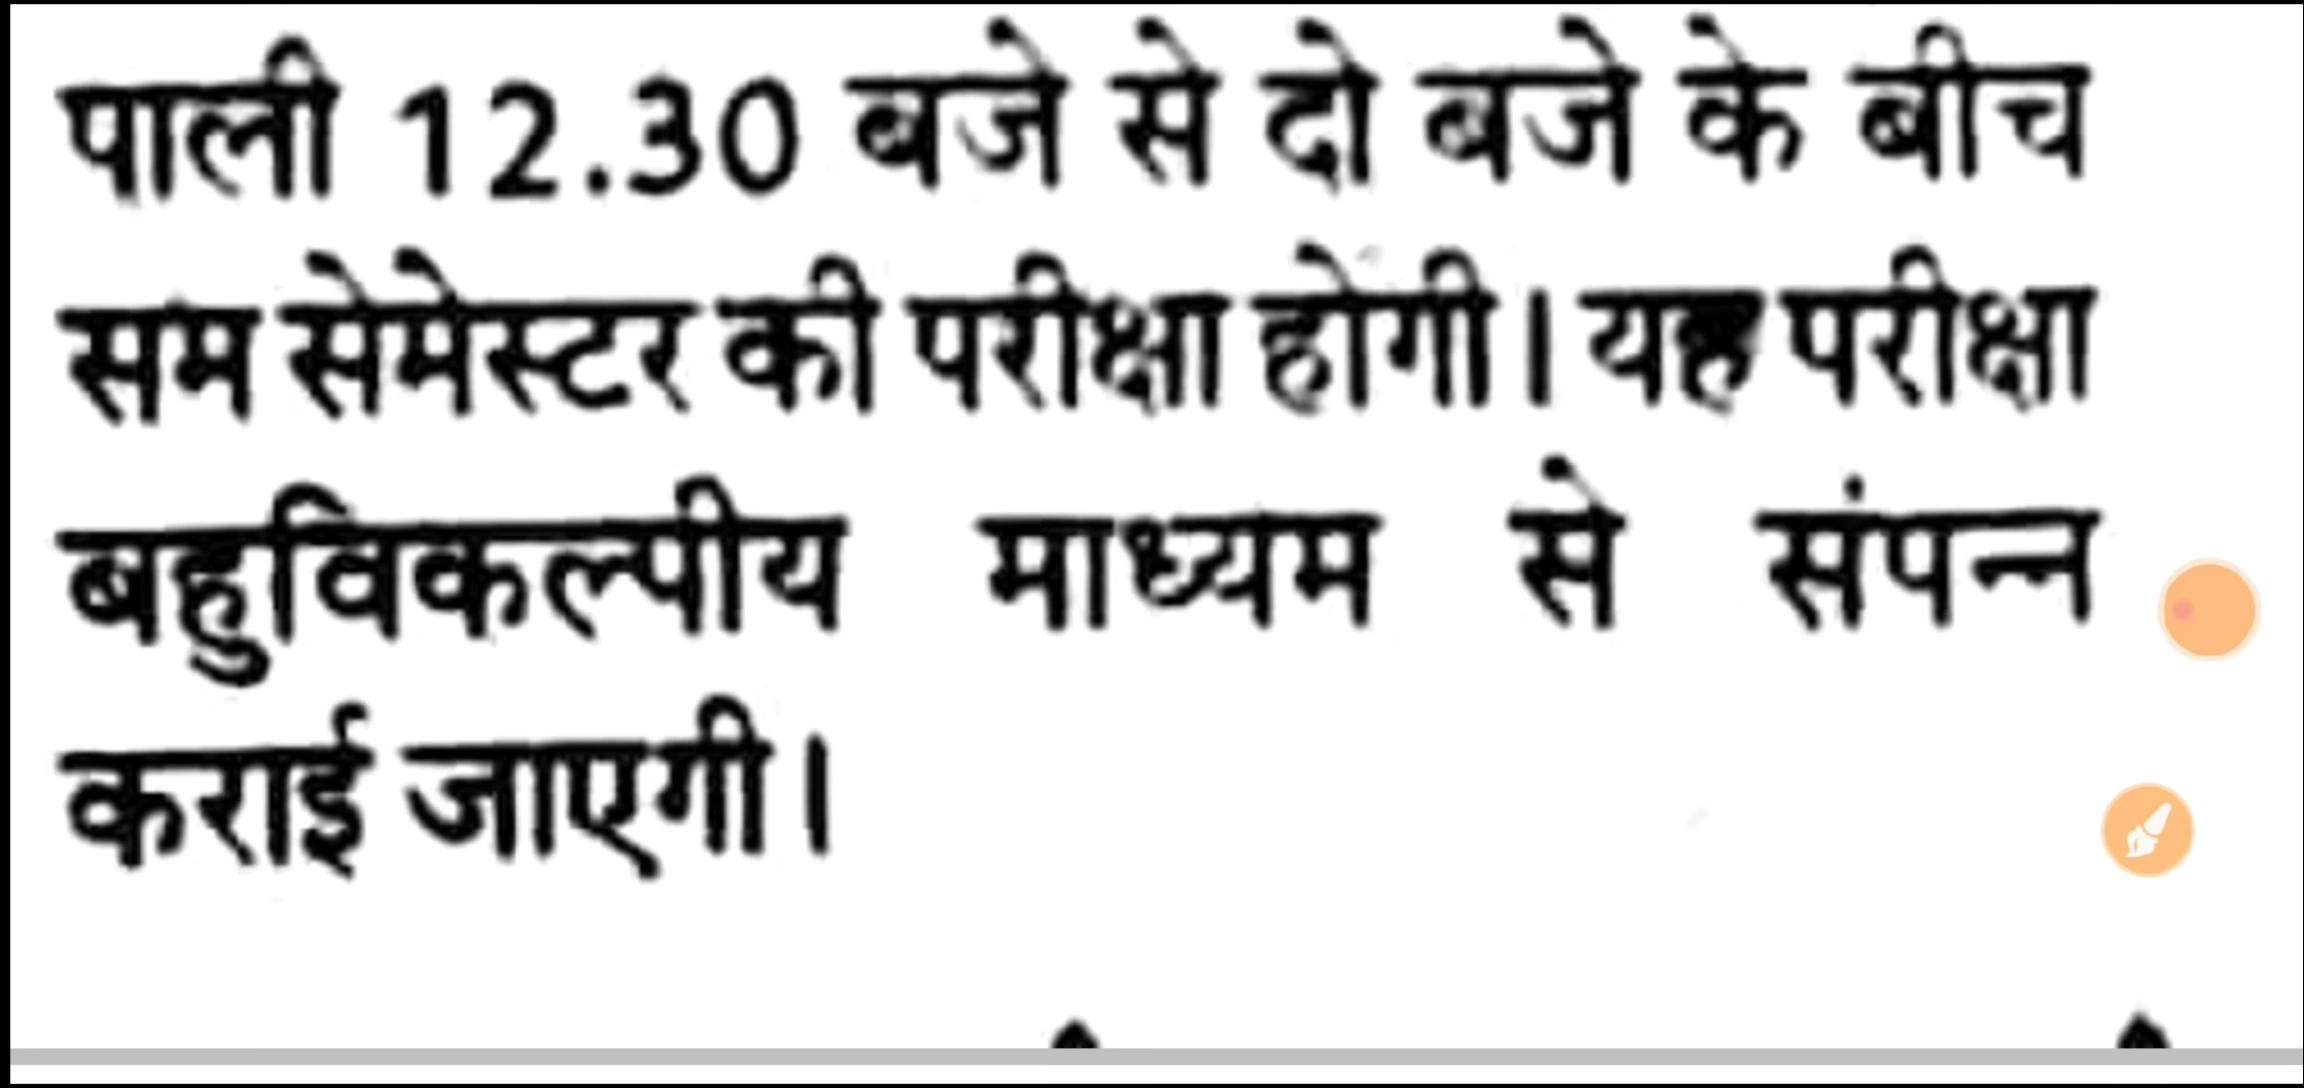 पाली 12.30 बजे से दो बजे के बीच
सम सेमेस्टर की परीक्षा होगी। यह परीक्षा
बहुविकल्पीय माध्यम से संपन्न
कराई जाएगी।